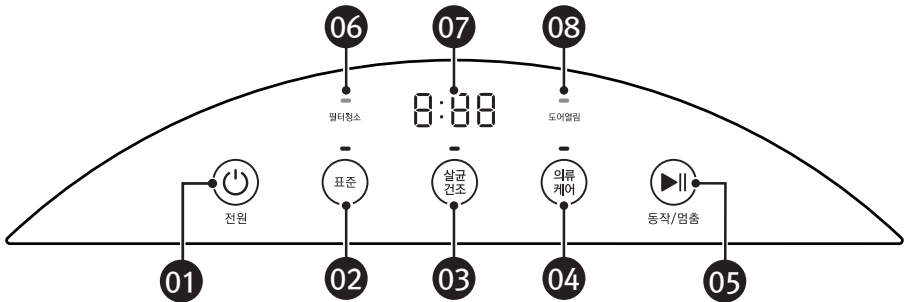 06 07 08
8:88
필터청소 도어열림
표준 살균 건조 의류 케어
전원 동작/멈춤
01 02 03 04 05